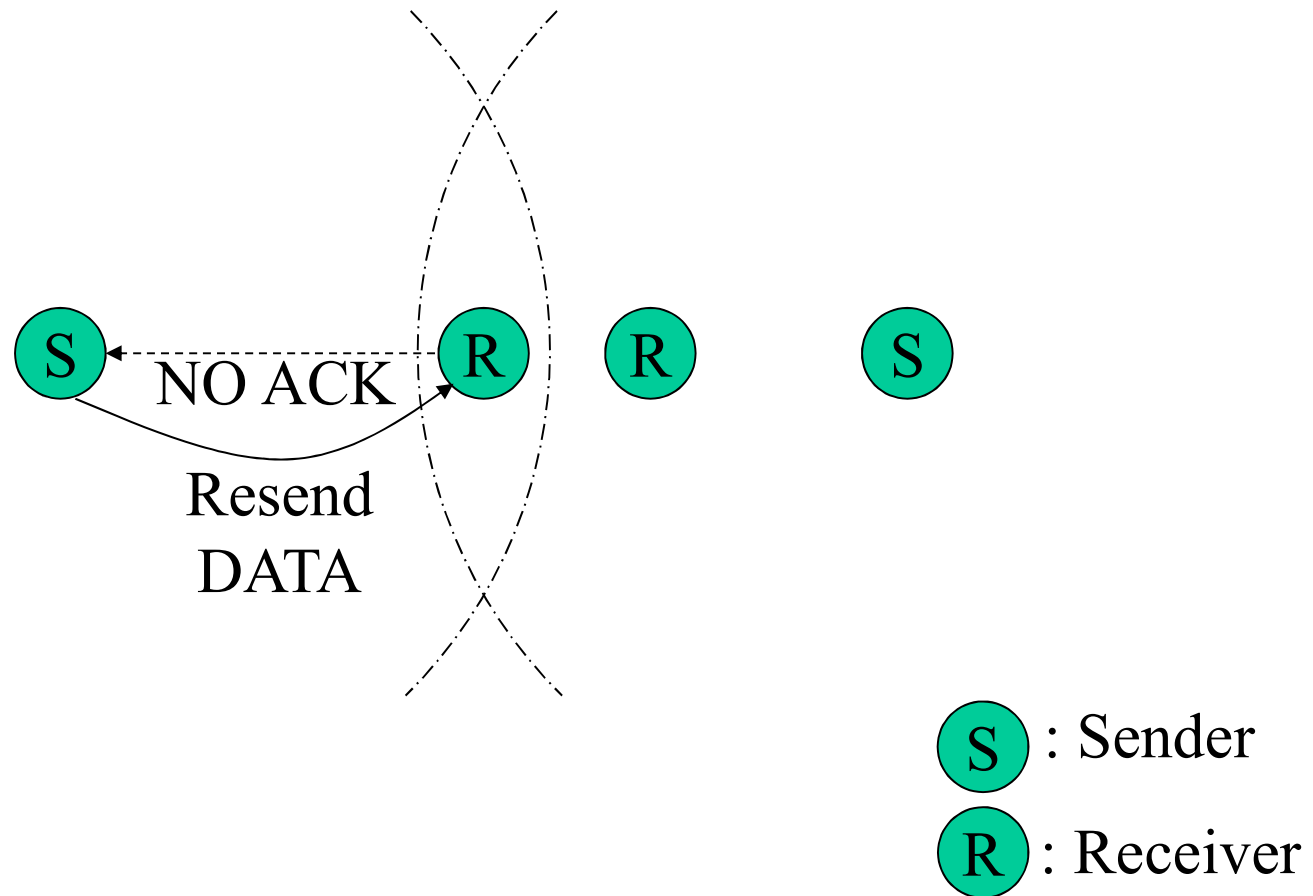 S
R
R
S
NO ACK
Resend
DATA
S : Sender
R : Receiver